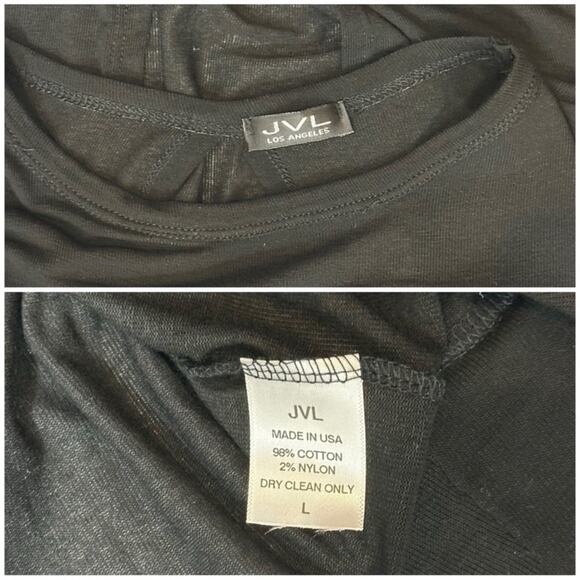 JVL
LOS ANGELES
JVL
MADE IN USA
98% COTTON
2% NYLON
DRY CLEAN ONLY
L